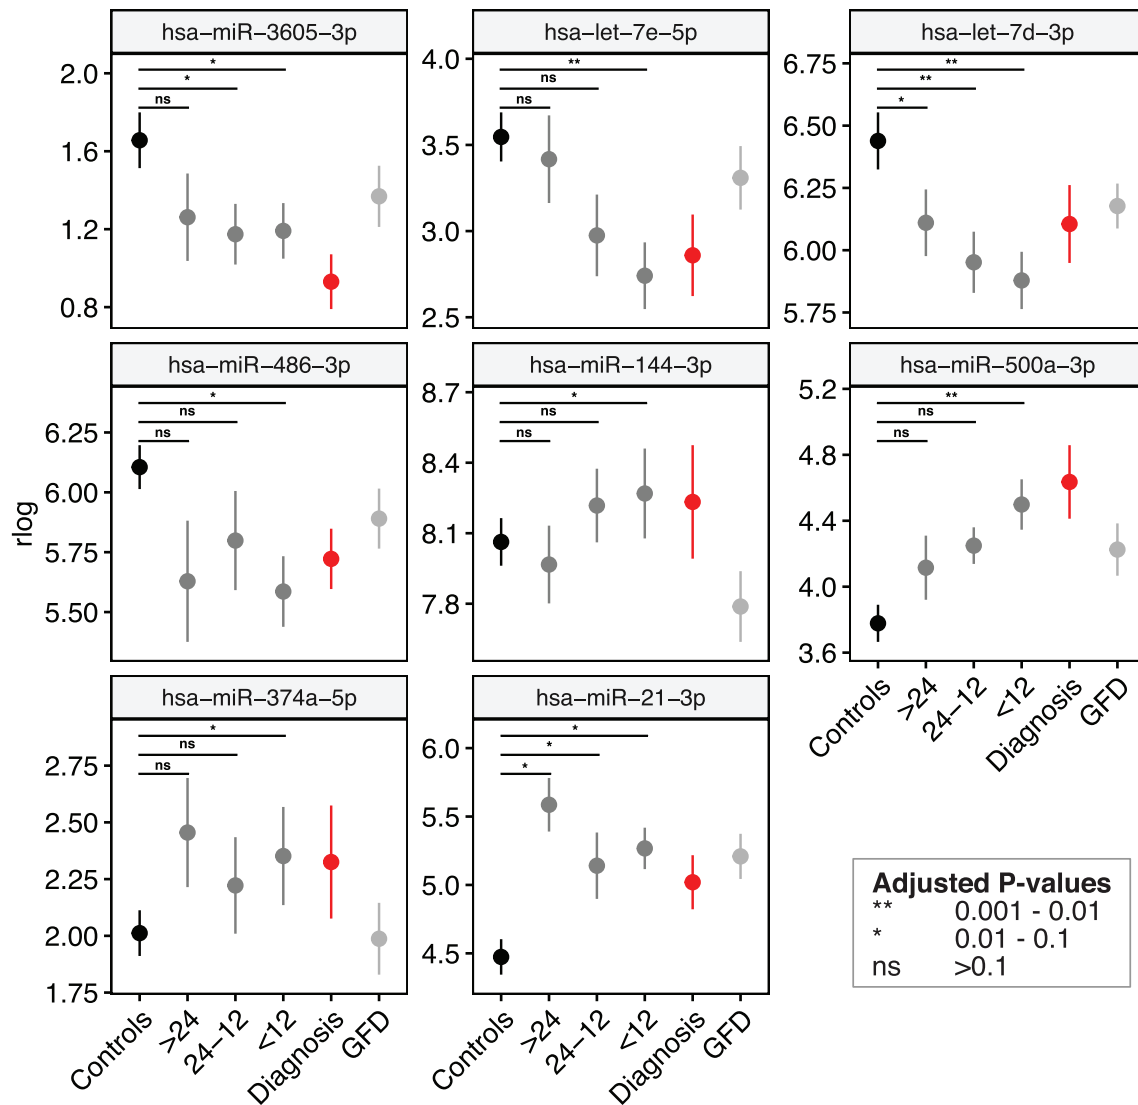 hsa−miR−3605−3p
hsa−let−7e−5p
hsa−let−7d−3p
2.0
1.6
1.2
0.8
*
*
ns
4.0
3.5
3.0
2.5
**
ns
ns
6.75
6.50
6.25
6.00
5.75
**
**
*
hsa−miR−486−3p
hsa−miR−144−3p
hsa−miR−500a−3p
rlog
6.25
6.00
5.75
5.50
*
ns
ns
8.7
8.4
8.1
7.8
*
ns
ns
5.2
4.8
4.4
4.0
3.6
**
ns
ns
Controls
>24
24−12
<12
Diagnosis
GFD
hsa−miR−374a−5p
hsa−miR−21−3p
2.75
2.50
2.25
2.00
1.75
*
ns
ns
Controls
>24
24−12
<12
Diagnosis
GFD
6.0
5.5
5.0
4.5
*
*
*
Controls
>24
24−12
<12
Diagnosis
GFD
Adjusted P-values
** 0.001 - 0.01
* 0.01 - 0.1
ns >0.1